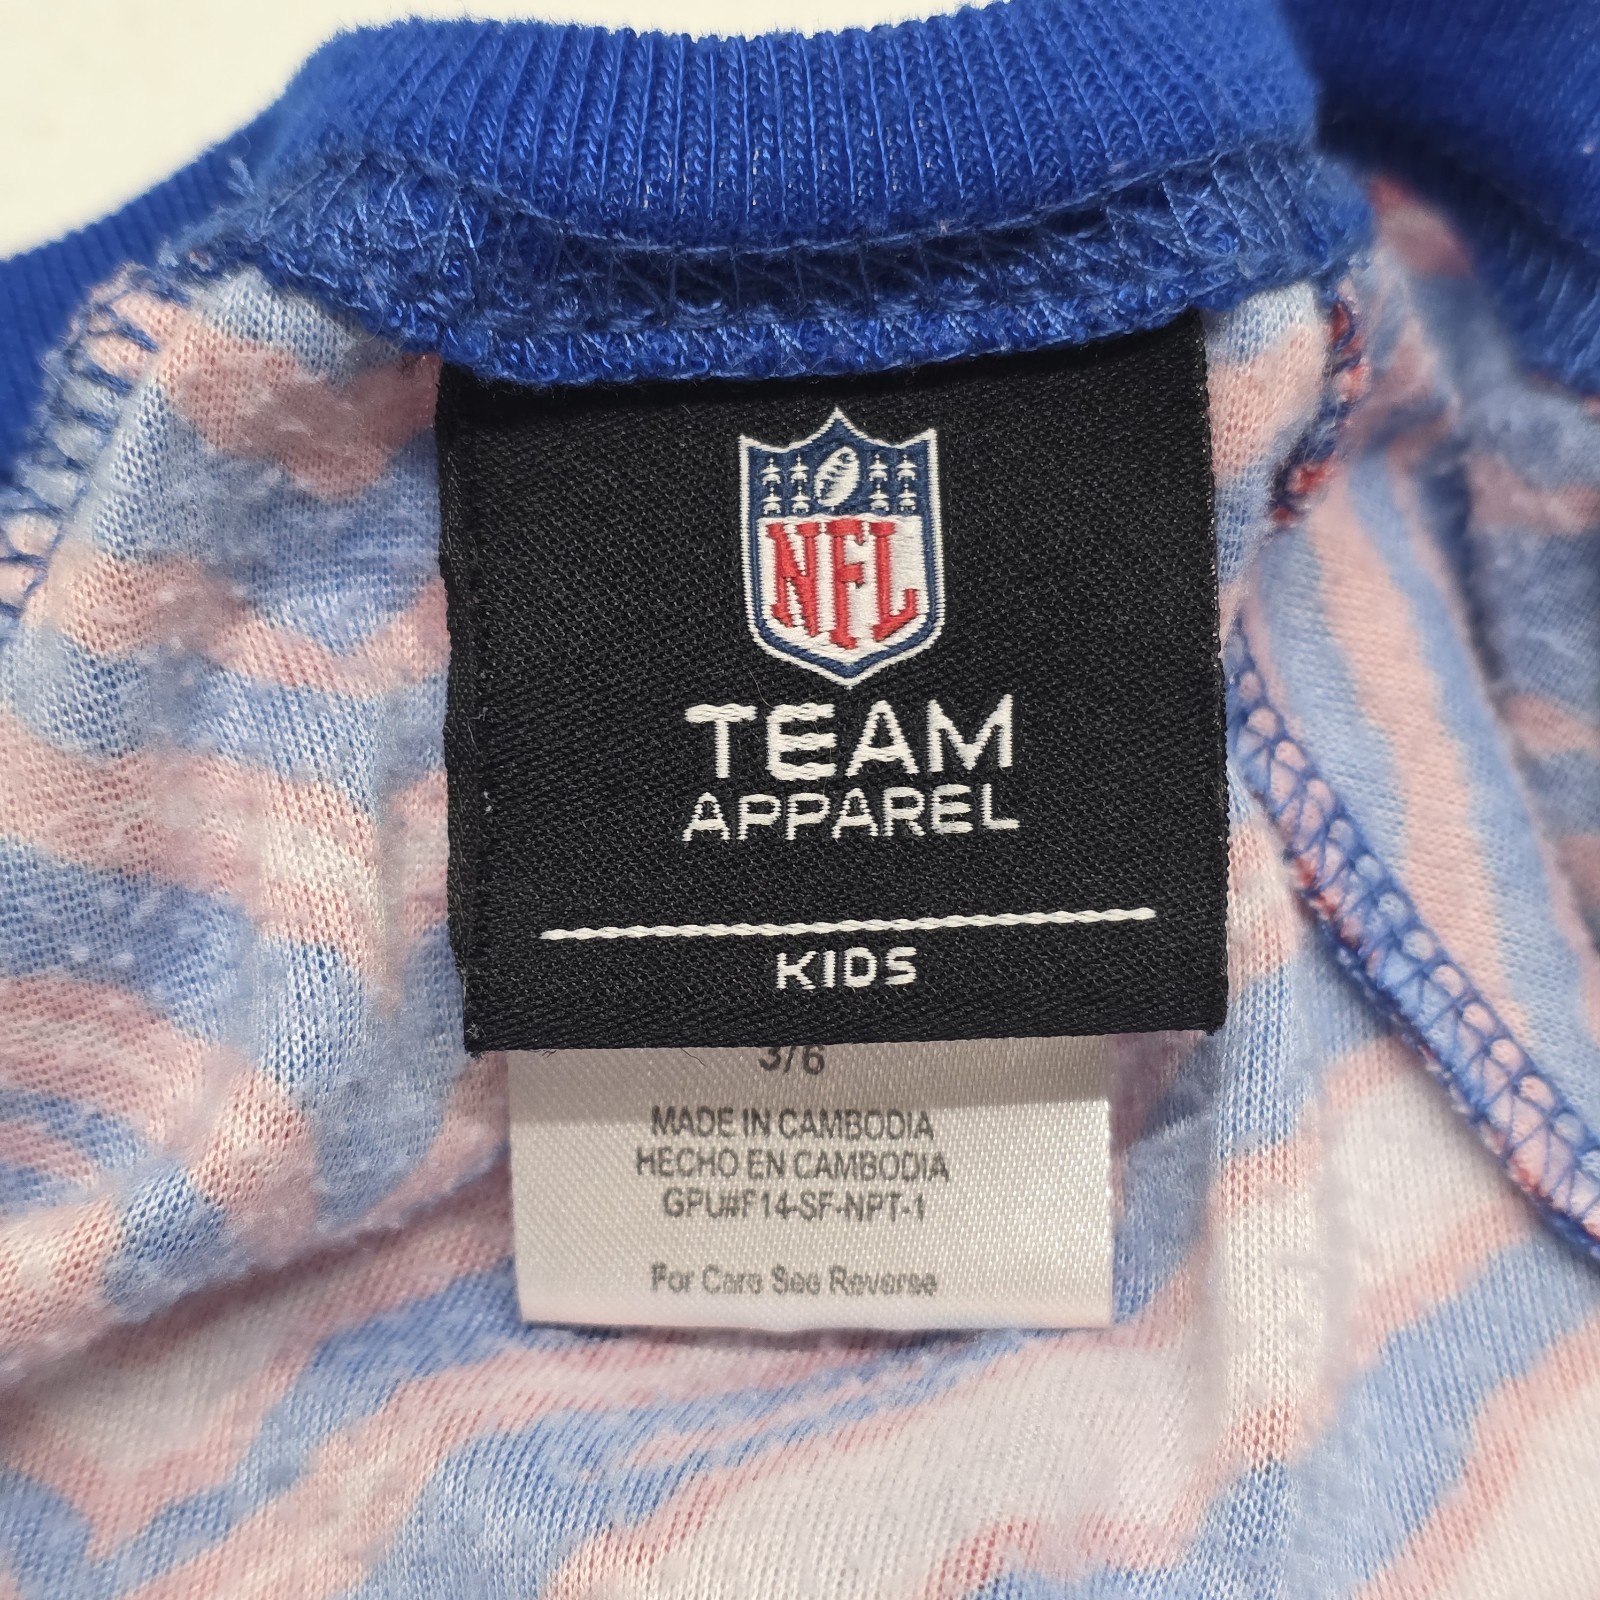 NFL
TEAM
APPAREL
KIDS
3/6
MADE IN CAMBODIA
HECHO EN CAMBODIA
GPU#F14-SF-NPT-1
For Care See Reverse